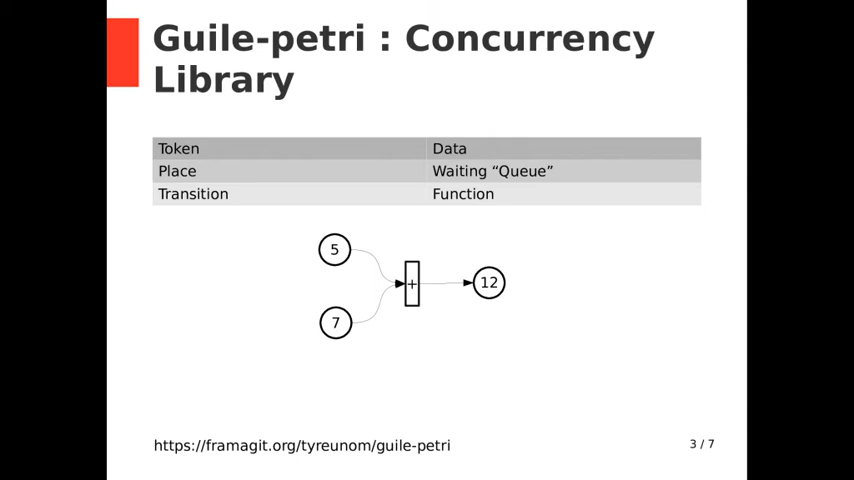 Guile-petri : Concurrency
Library
Token Data
Place Waiting “Queue”
Transition Function
5
+ 12
7
https://framagit.org/tyreunom/guile-petri 3 / 7